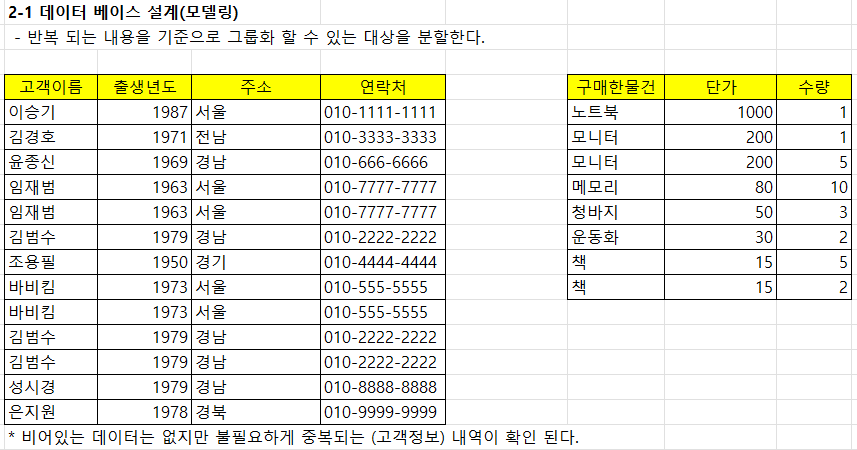 2-1 데이터 베이스 설계(모델링)
- 반복 되는 내용을 기준으로 그룹화 할 수 있는 대상을 분할한다.
고객이름 출생년도 주소 연락처 구매한물건 단가 수량
이승기 1987 서울 010-1111-1111 노트북 1000 1
김경호 1971 전남 010-3333-3333 모니터 200 1
윤종신 1969 경남 010-666-6666 모니터 200 5
임재범 1963 서울 010-7777-7777 메모리 80 10
임재범 1963 서울 010-7777-7777 청바지 50 3
김범수 1979 경남 010-2222-2222 운동화 30 2
조용필 1950 경기 010-4444-4444 책 15 5
바비킴 1973 서울 010-555-5555 책 15 2
바비킴 1973 서울 010-555-5555
김범수 1979 경남 010-2222-2222
김범수 1979 경남 010-2222-2222
성시경 1979 경남 010-8888-8888
은지원 1978 경북 010-9999-9999
* 비어있는 데이터는 없지만 불필요하게 중복되는 (고객정보) 내역이 확인 된다.